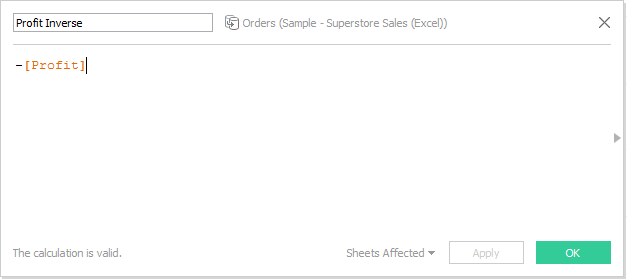 Profit Inverse
Orders (Sample - Superstore Sales (Excel))
-[Profit]
The calculation is valid.
Sheets Affected
Apply
OK